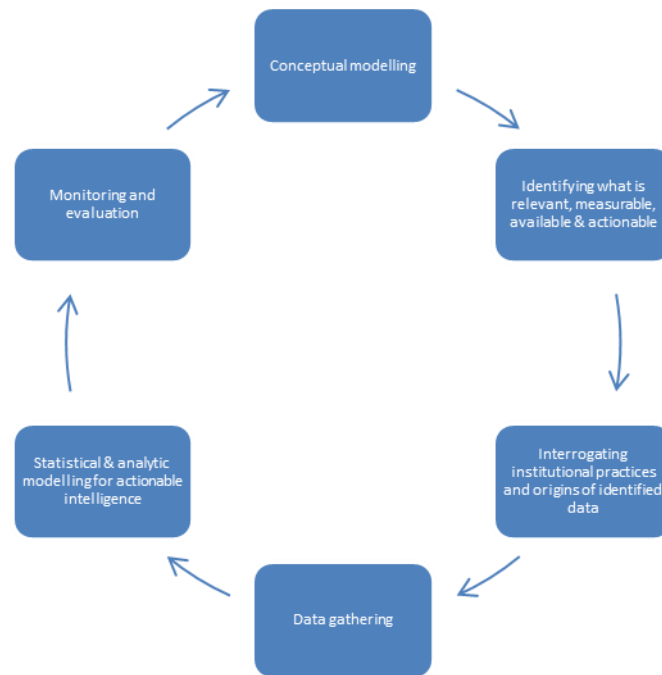 Conceptual modelling
Identifying what is
relevant, measurable,
available & actionable
Interrogating
institutional practices
and origins of identified
data
Data gathering
Statistical & analytic
modelling for actionable
intelligence
Monitoring and
evaluation